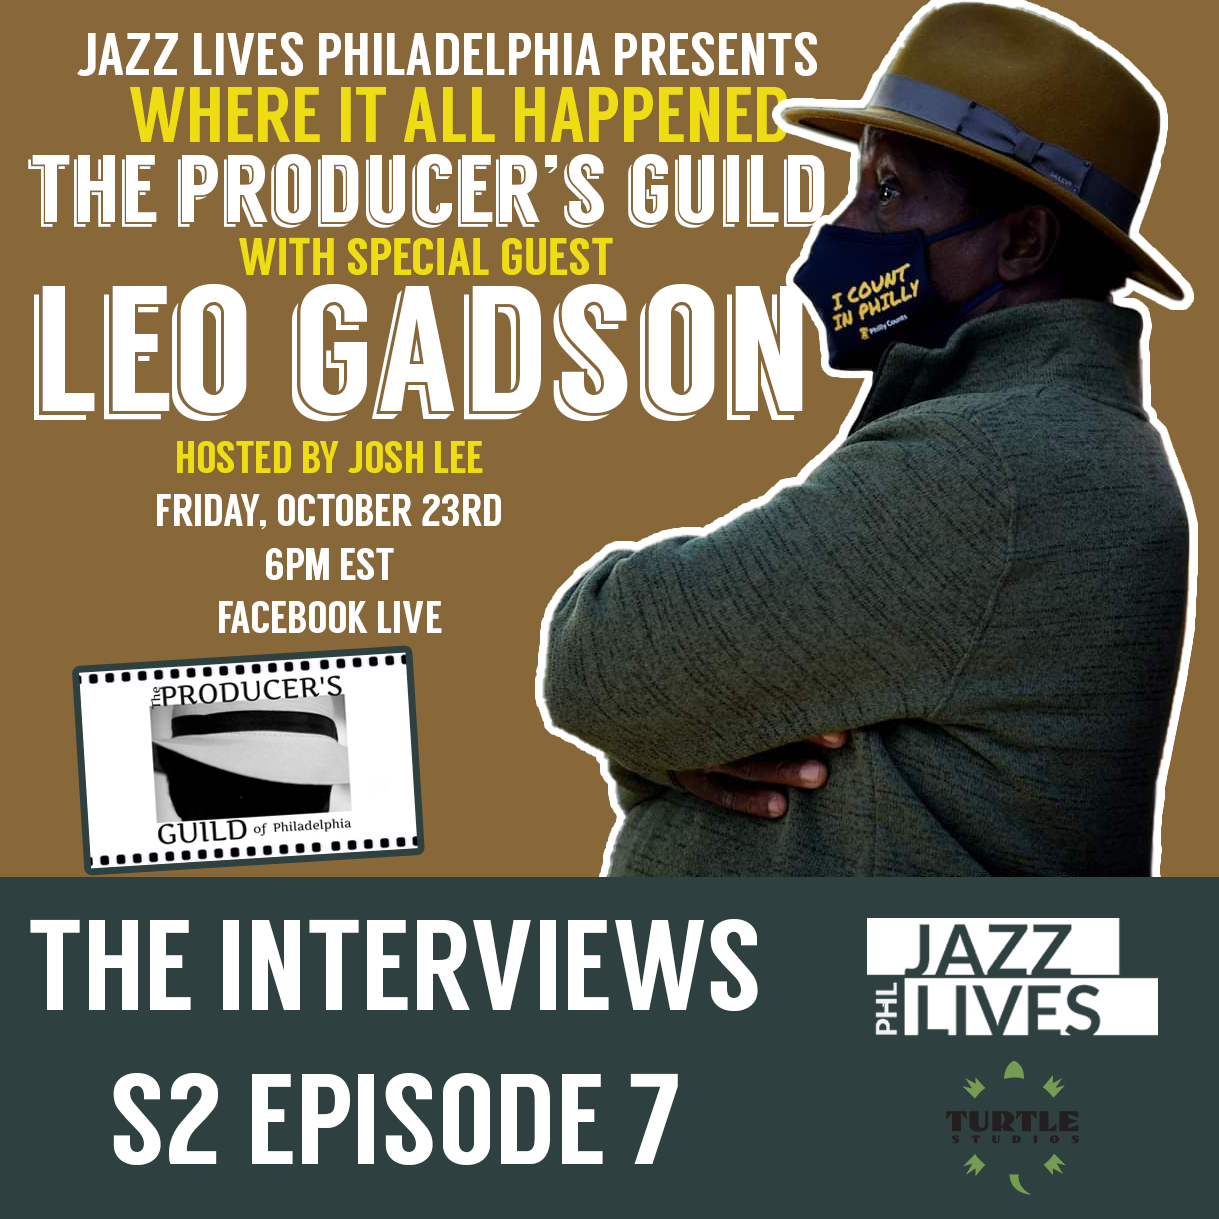 JAZZ LIVES PHILADELPHIA PRESENTS
WHERE IT ALL HAPPENED
THE PRODUCER'S GUILD
WITH SPECIAL GUEST
LEO GADSON
HOSTED BY JOSH LEE
FRIDAY, OCTOBER 23RD
6PM EST
FACEBOOK LIVE
I COUNT
IN PHILLY
Philly Counts
The PRODUCER'S
GUILD of Philadelphia
THE INTERVIEWS
S2 EPISODE 7
JAZZ
PHL LIVES
TURTLE
STUDIOS